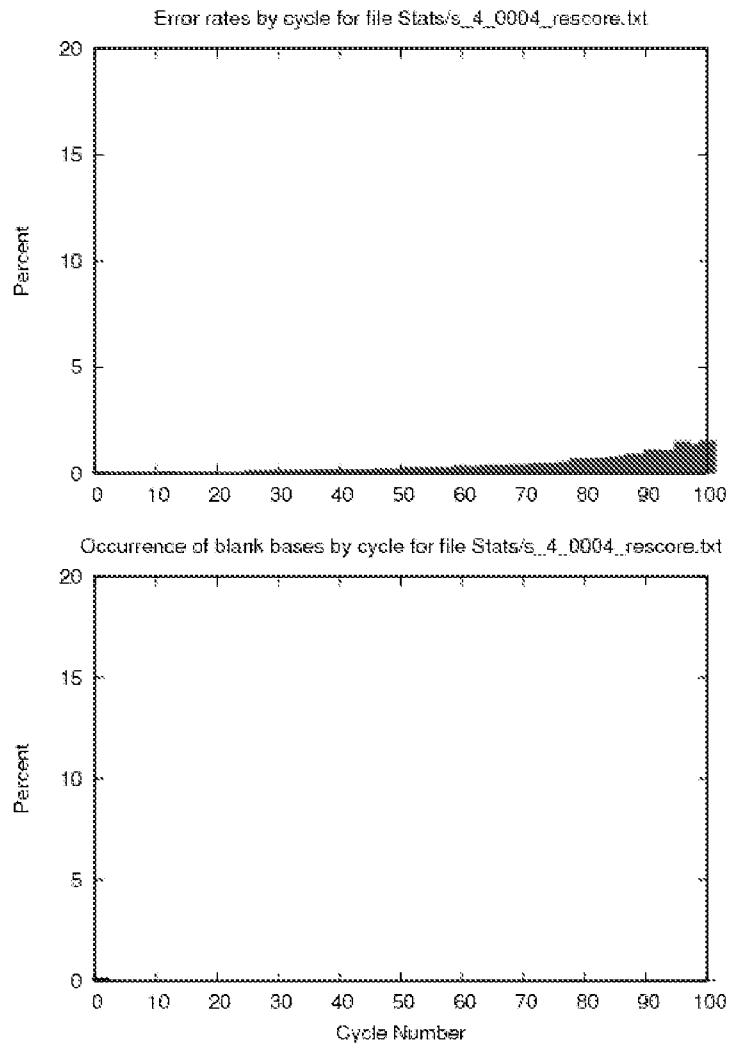 Error rates by cycle for file Stats/s_4_0004_rescore.txt
20
15
10
5
0
Percent
0 10 20 30 40 50 60 70 80 90 100
Occurrence of blank bases by cycle for file Stats/s_4_0004_rescore.txt
20
15
10
5
0
Percent
0 10 20 30 40 50 60 70 80 90 100
Cycle Number